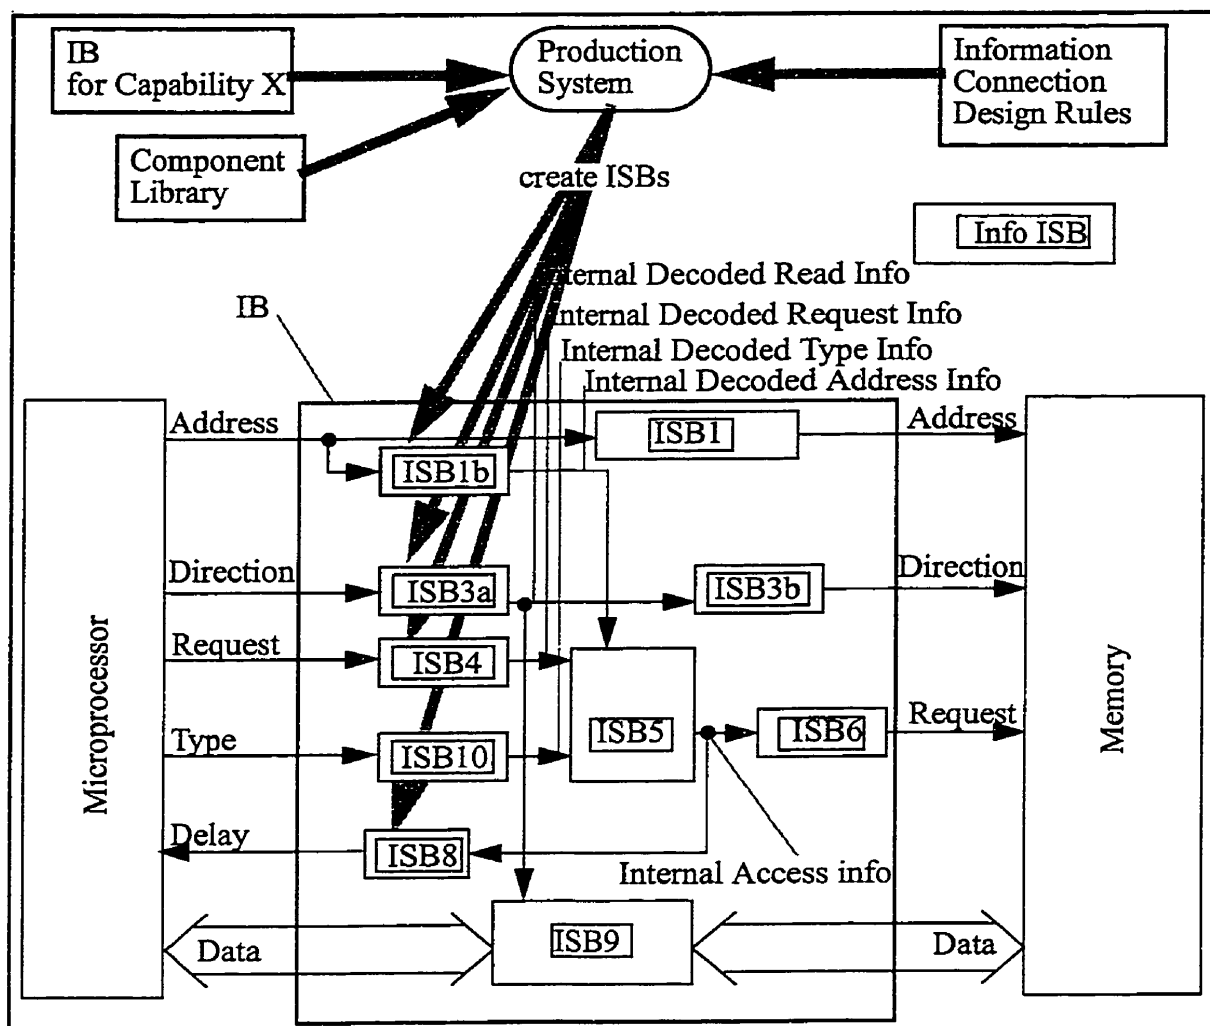 IB
for Capability X
Production
System
Information
Connection
Design Rules
Component
Library
create ISBs
Info ISB
Internal Decoded Read Info
IB
Internal Decoded Request Info
Internal Decoded Type Info
Internal Decoded Address Info
Address
ISB1
Address
ISB1b
Direction
ISB3a
ISB3b
Direction
Request
ISB4
Microprocessor
Memory
ISB5
ISB6
Request
Type
ISB10
Delay
ISB8
Internal Access info
Data
ISB9
Data